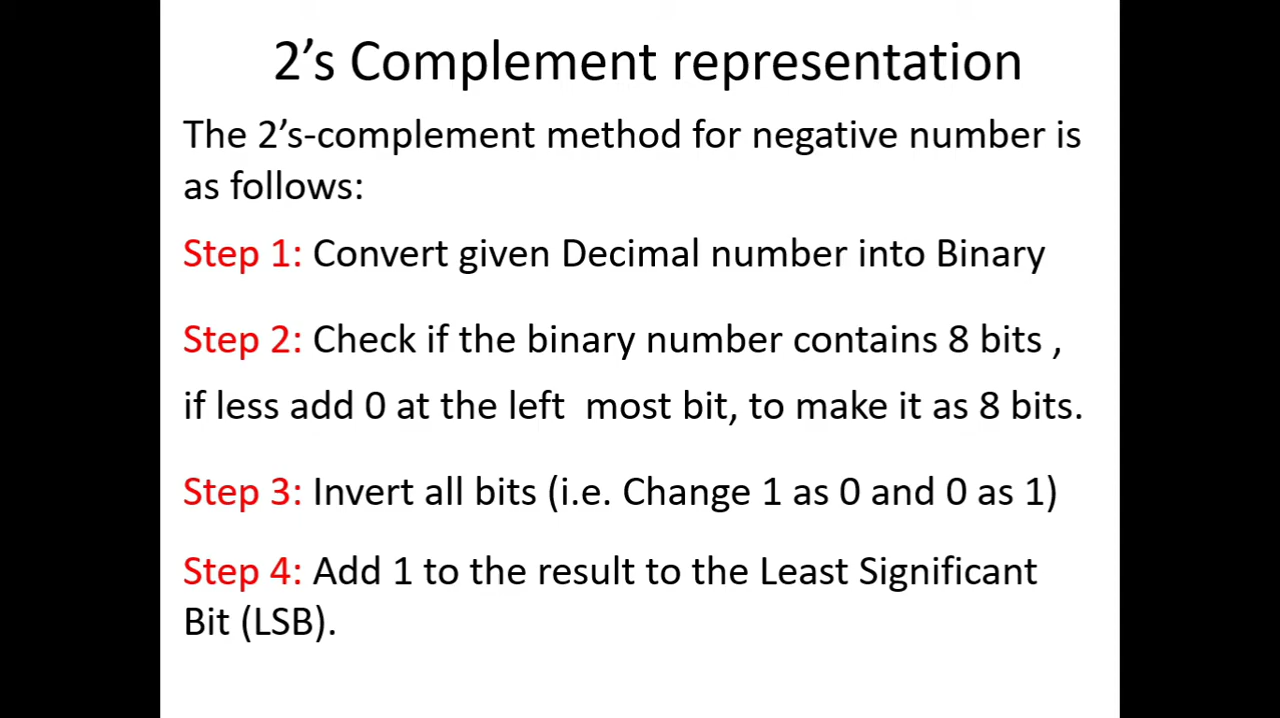 2’s Complement representation
The 2’s-complement method for negative number is
as follows:
Step 1: Convert given Decimal number into Binary
Step 2: Check if the binary number contains 8 bits ,
if less add 0 at the left  most bit, to make it as 8 bits.
Step 3: Invert all bits (i.e. Change 1 as 0 and 0 as 1)
Step 4: Add 1 to the result to the Least Significant
Bit (LSB).